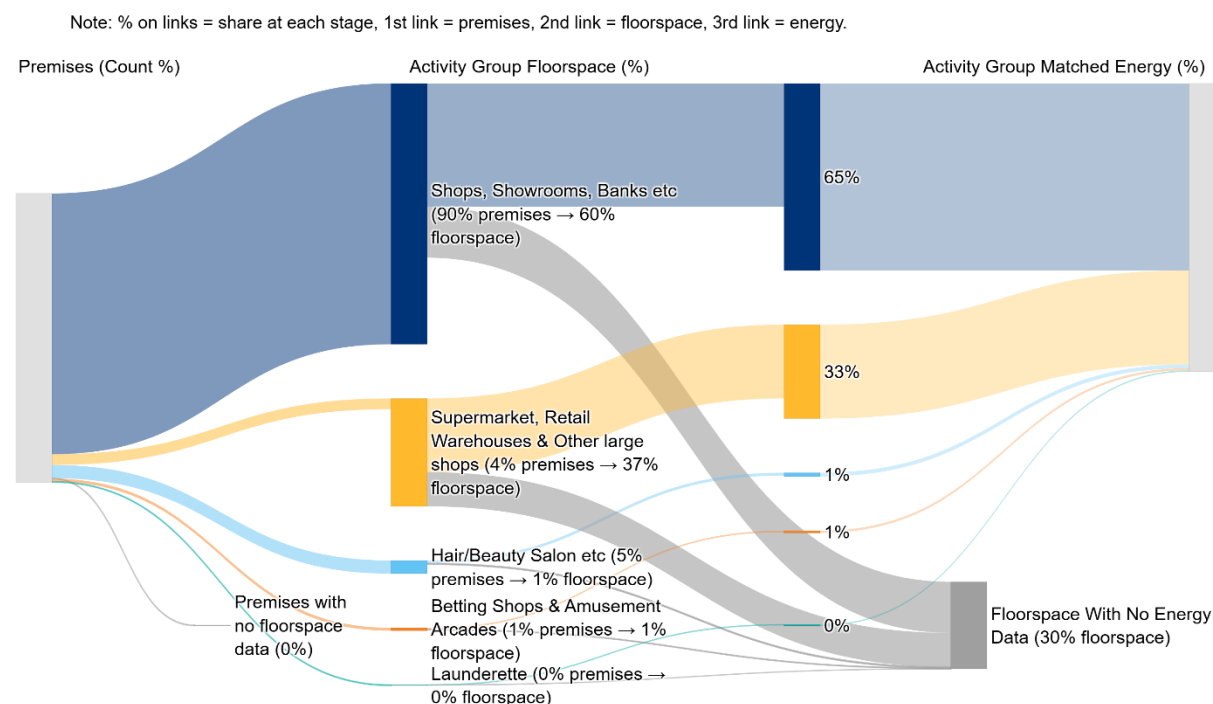 Note: % on links = share at each stage, 1st link = premises, 2nd link = floorspace, 3rd link = energy.
Premises (Count %)
Activity Group Floorspace (%)
Activity Group Matched Energy (%)
Shops, Showrooms, Banks etc
(90% premises → 60%
floorspace)
65%
Supermarket, Retail
Warehouses & Other large
shops (4% premises → 37%
floorspace)
33%
Hair/Beauty Salon etc (5%
premises → 1% floorspace)
1%
Betting Shops & Amusement
Arcades (1% premises → 1%
floorspace)
1%
Launderette (0% premises →
0% floorspace)
0%
Premises with
no floorspace
data (0%)
Floorspace With No Energy
Data (30% floorspace)